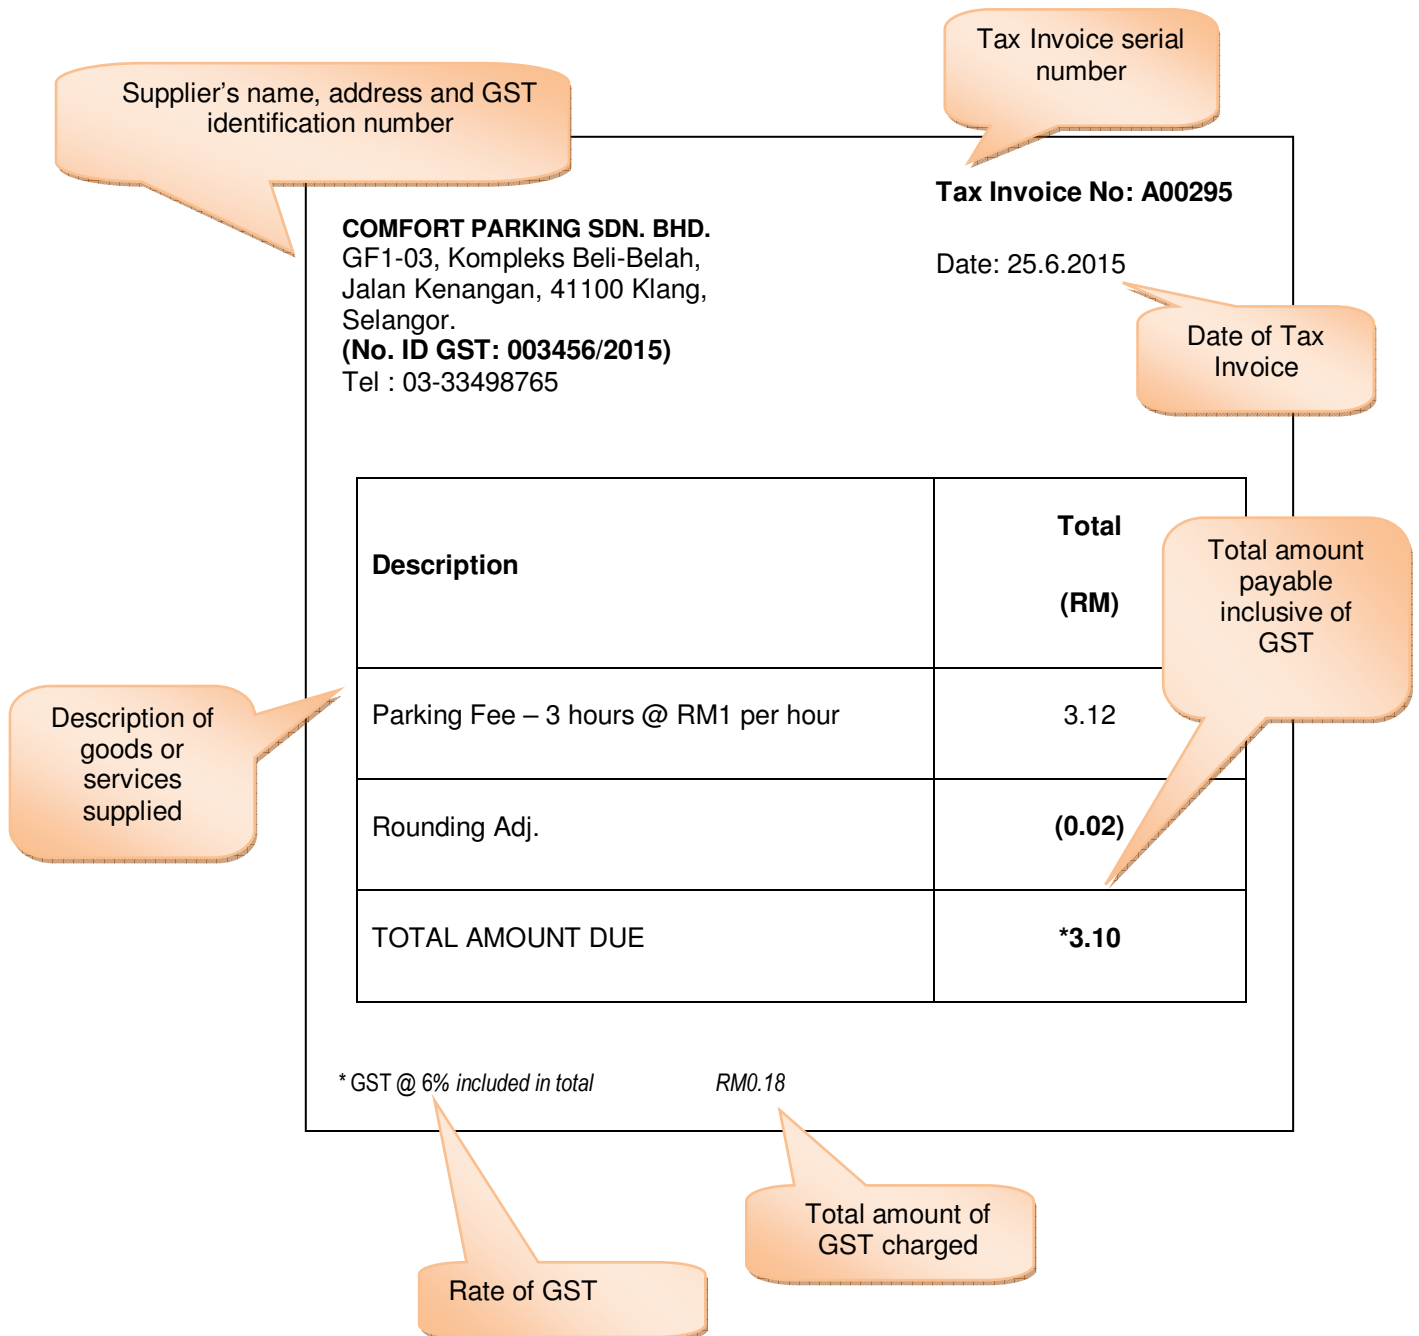 Tax Invoice serial
number
Supplier's name, address and GST
identification number
Tax Invoice No: A00295
COMFORT PARKING SDN. BHD.
GF1-03, Kompleks Beli-Belah,
Jalan Kenangan, 41100 Klang,
Selangor.
(No. ID GST: 003456/2015)
Tel : 03-33498765
Date: 25.6.2015
Date of Tax
Invoice
Description
Total
(RM)
Total amount
payable
inclusive of
GST
Description of
goods or
services
supplied
Parking Fee – 3 hours @ RM1 per hour 3.12
Rounding Adj. (0.02)
TOTAL AMOUNT DUE *3.10
* GST @ 6% included in total RM0.18
Total amount of
GST charged
Rate of GST